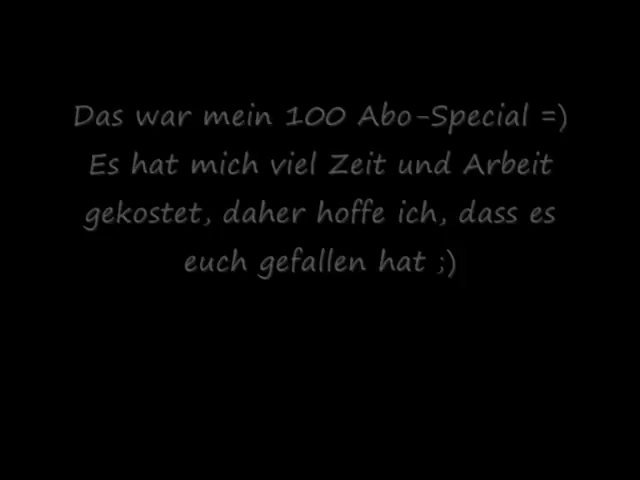 Das war mein 100 Abo-Special =)
Es hat mich viel Zeit und Arbeit
gekostet, daher hoffe ich, dass es
euch gefallen hat ;)